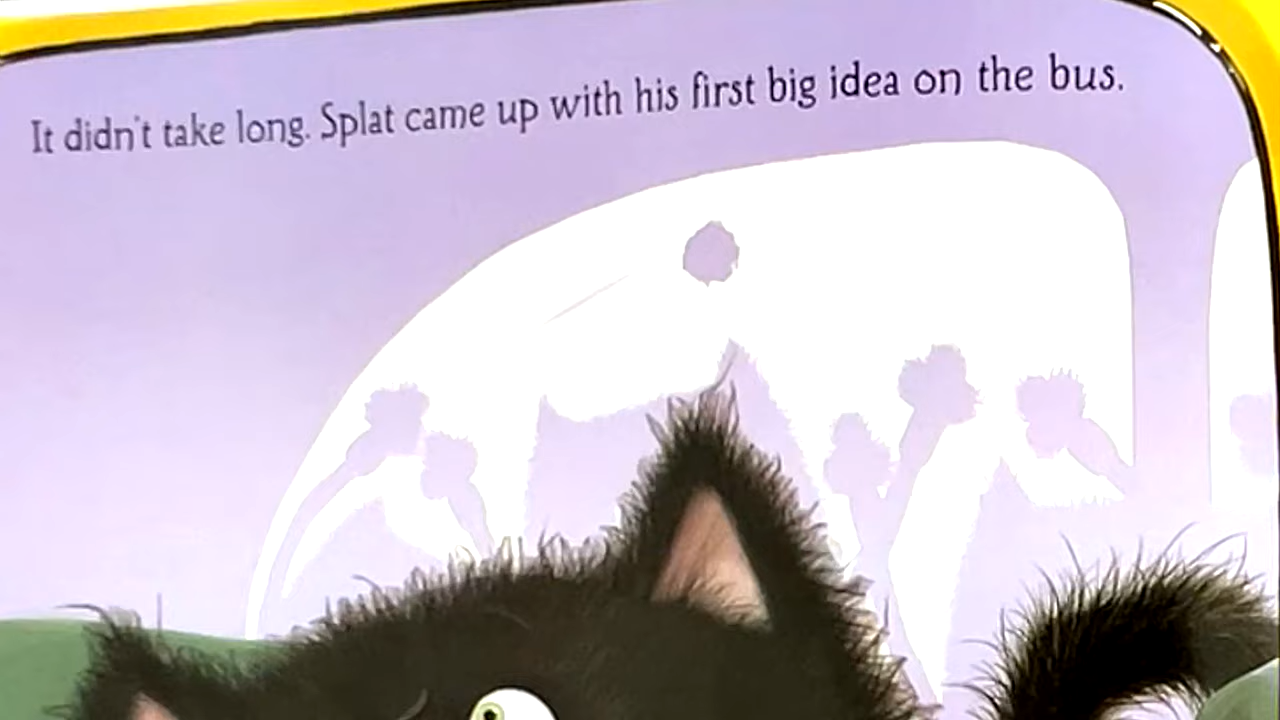 It didn't take long. Splat came up with his first big idea on the bus.